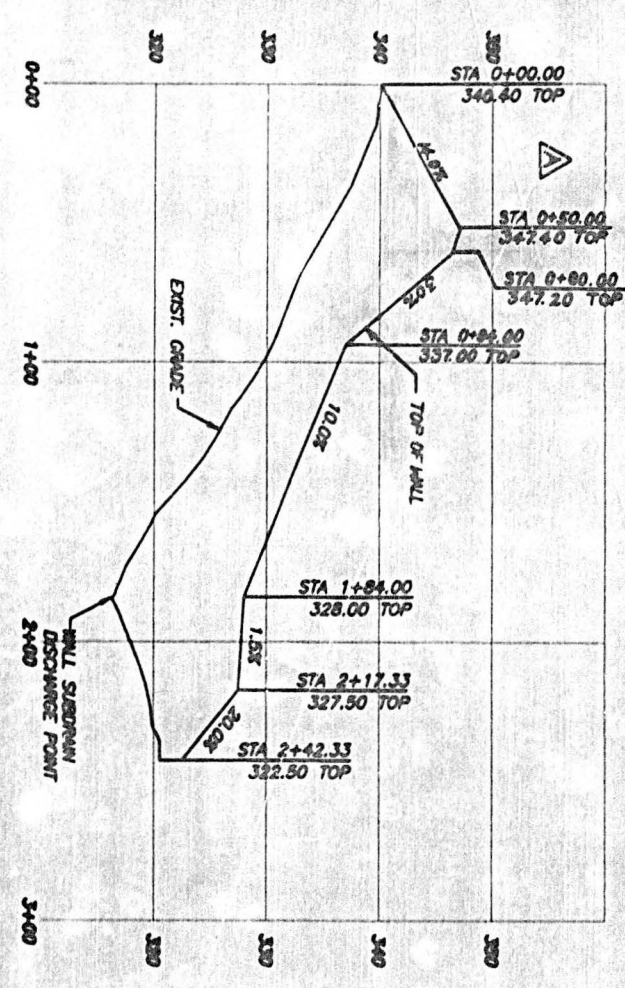 320
330
340
350
0+00
STA 0+00.00
340.40 TOP
A
14.0%
STA 0+50.00
347.40 TOP
STA 0+60.00
347.20 TOP
3.0%
STA 0+94.00
337.00 TOP
1+00
EXIST. GRADE
TOP OF WALL
10.0%
STA 1+84.00
328.00 TOP
2+00
WALL SUBDRAIN
DISCHARGE POINT
1.5%
STA 2+17.33
327.50 TOP
20.0%
STA 2+42.33
322.50 TOP
3+00
320
330
340
350